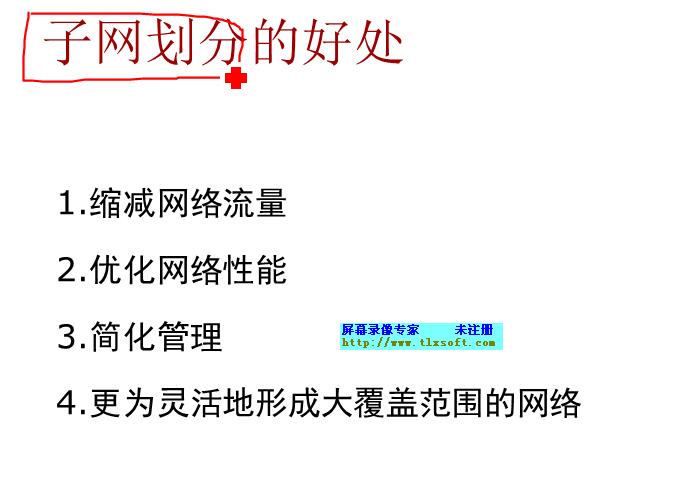 子网划分的好处
1.缩减网络流量
2.优化网络性能
3.简化管理
屏幕录像专家 未注册
http://www.tlxsoft.com
4.更为灵活地形成大覆盖范围的网络